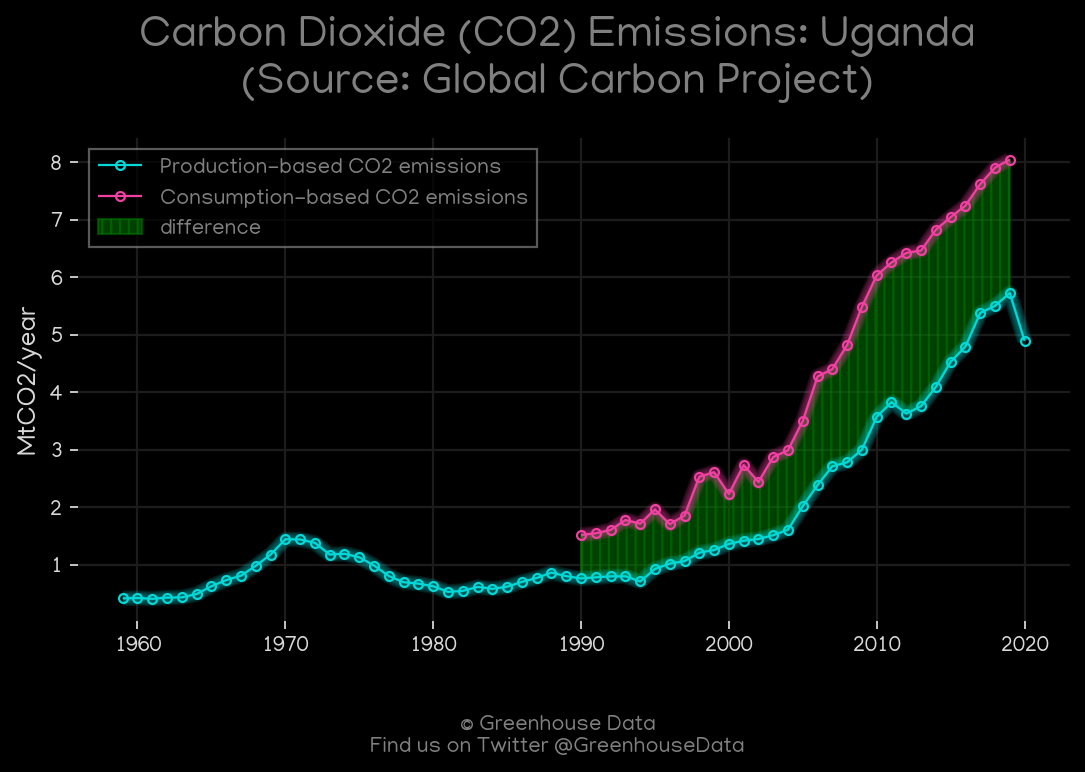 Carbon Dioxide (CO2) Emissions: Uganda
(Source: Global Carbon Project)
Production-based CO2 emissions
Consumption-based CO2 emissions
difference
MtCO2/year
8
7
6
5
4
3
2
1
1960 1970 1980 1990 2000 2010 2020
© Greenhouse Data
Find us on Twitter @GreenhouseData